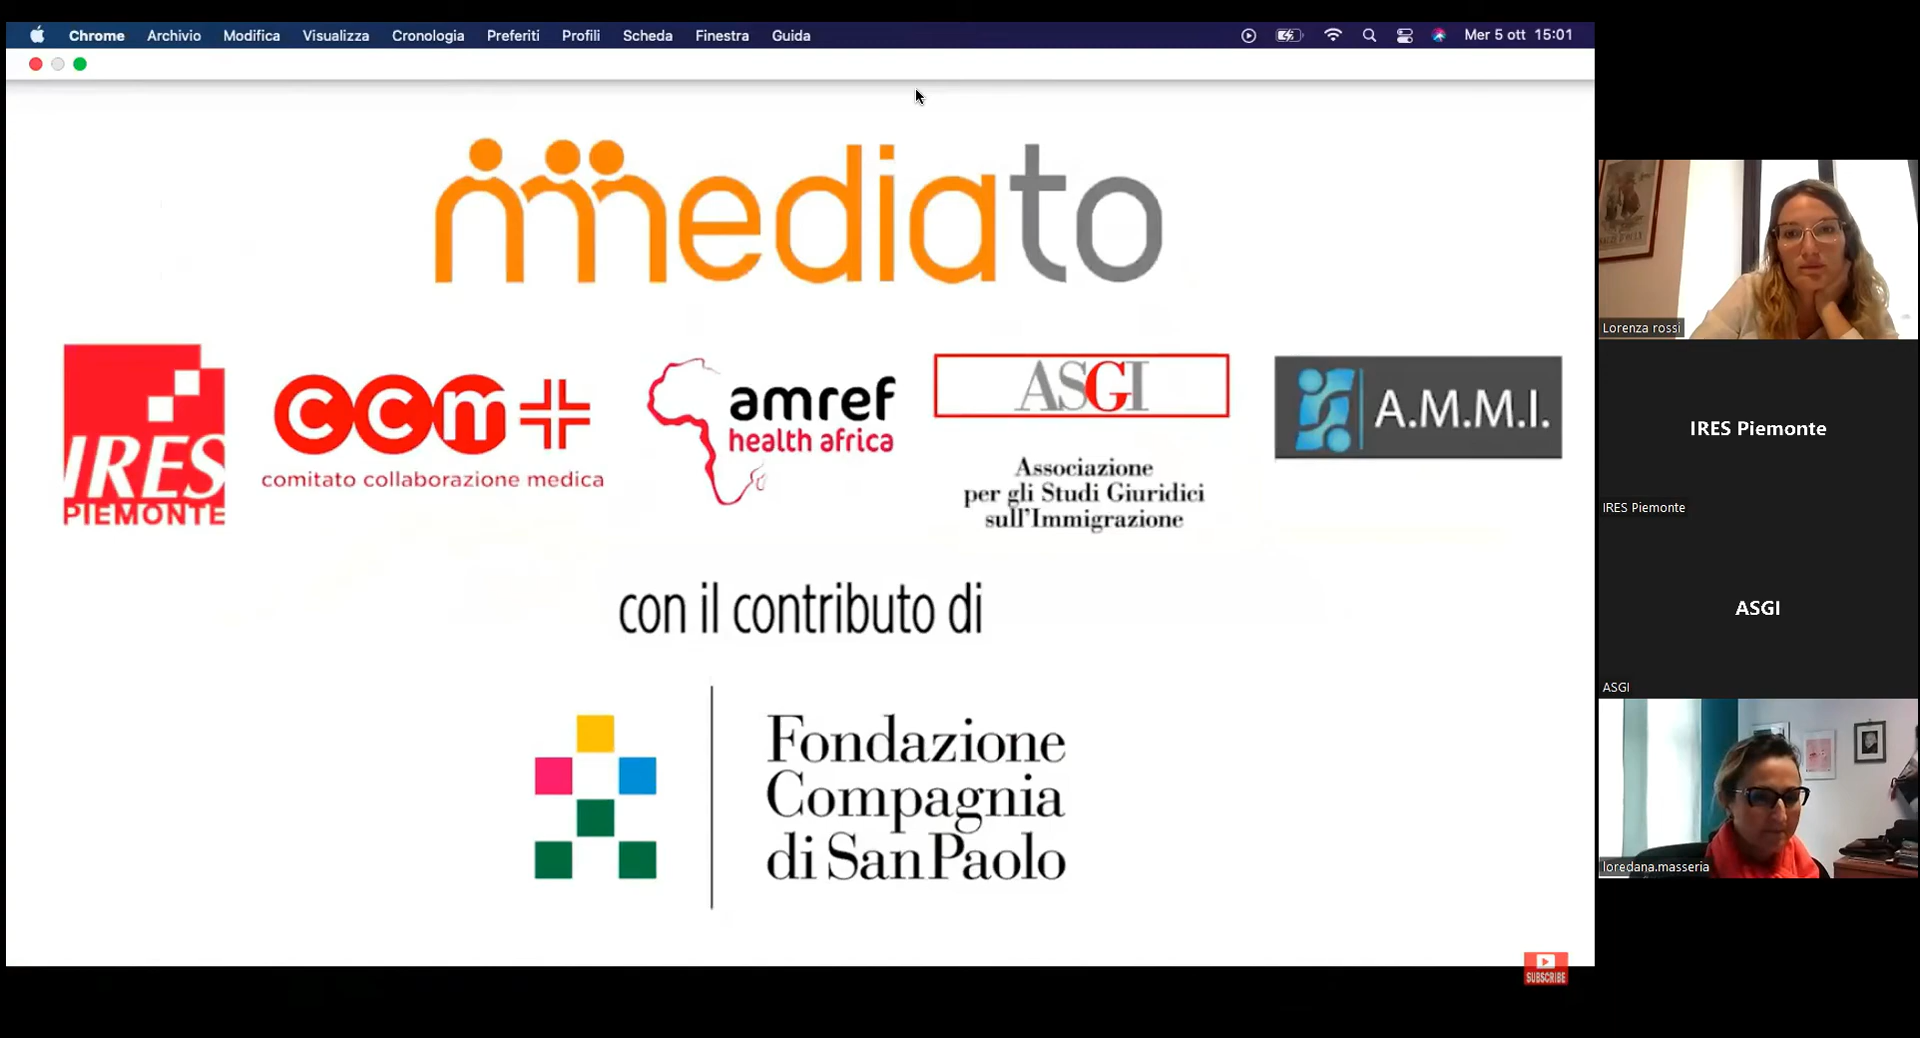 Chrome Archivio Modifica Visualizza Cronologia Preferiti Profili Scheda Finestra Guida Mer 5 ott 15:01
mediato
IRES
PIEMONTE
ccm
comitato collaborazione medica
amref
health africa
ASGI
Associazione
per gli Studi Giuridici
sull'Immigrazione
A.M.M.I.
con il contributo di
Fondazione
Compagnia
di San Paolo
SUBSCRIBE
Lorenza rossi
IRES Piemonte
IRES Piemonte
ASGI
ASGI
loredana.masseria